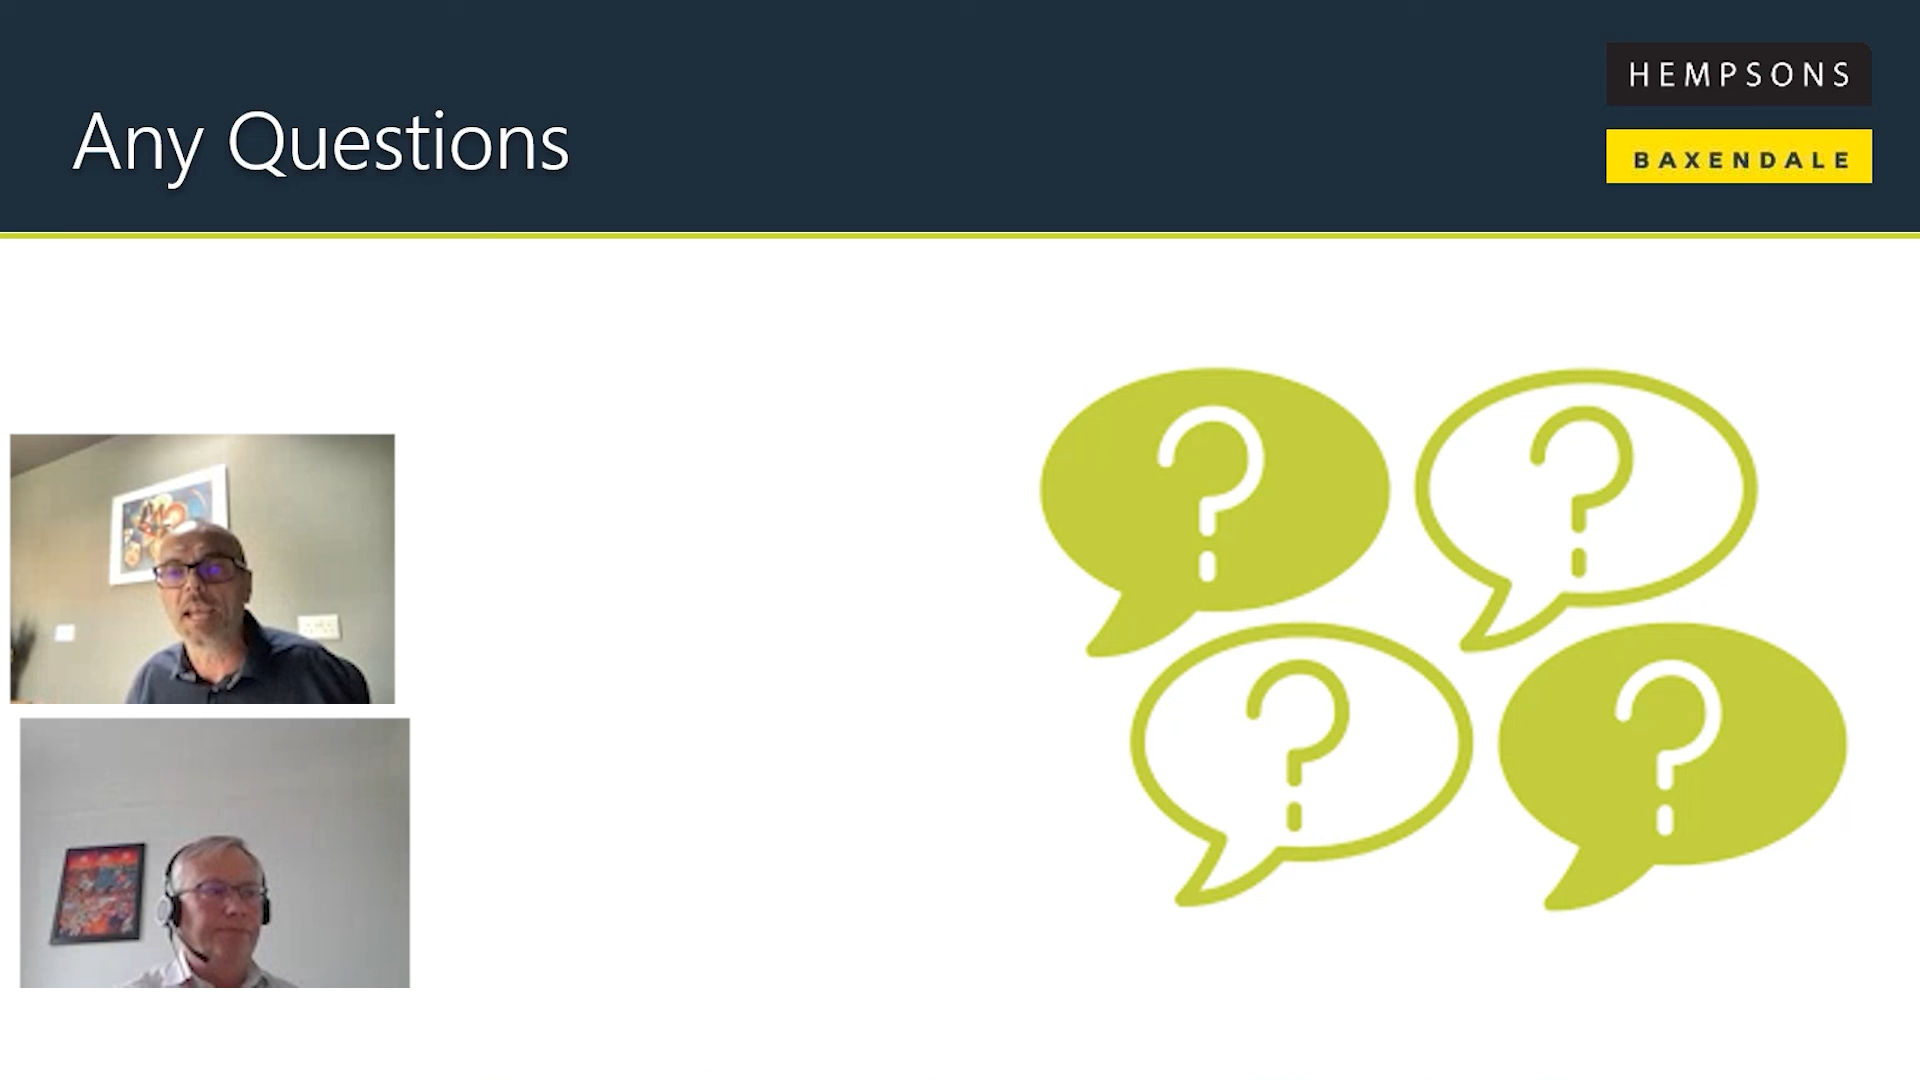 Any Questions
HEMPSONS
BAXENDALE
? ?
? ?